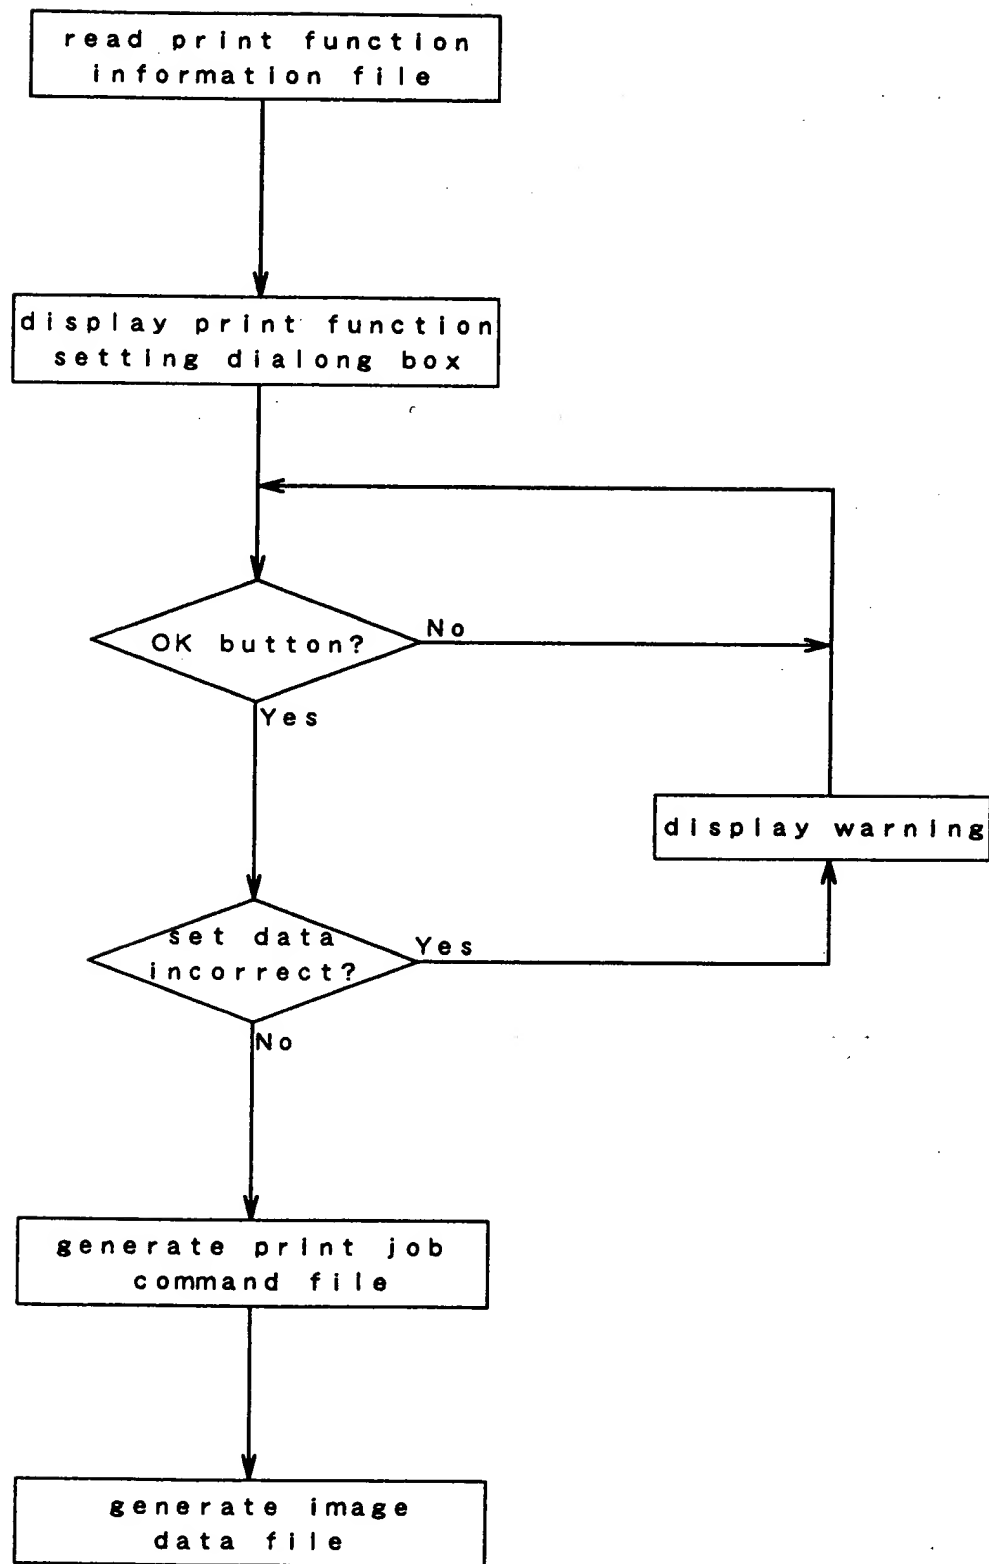 read print function
information file
display print function
setting dialong box
OK button?
No
Yes
display warning
set data
incorrect?
Yes
No
generate print job
command file
generate image
data file